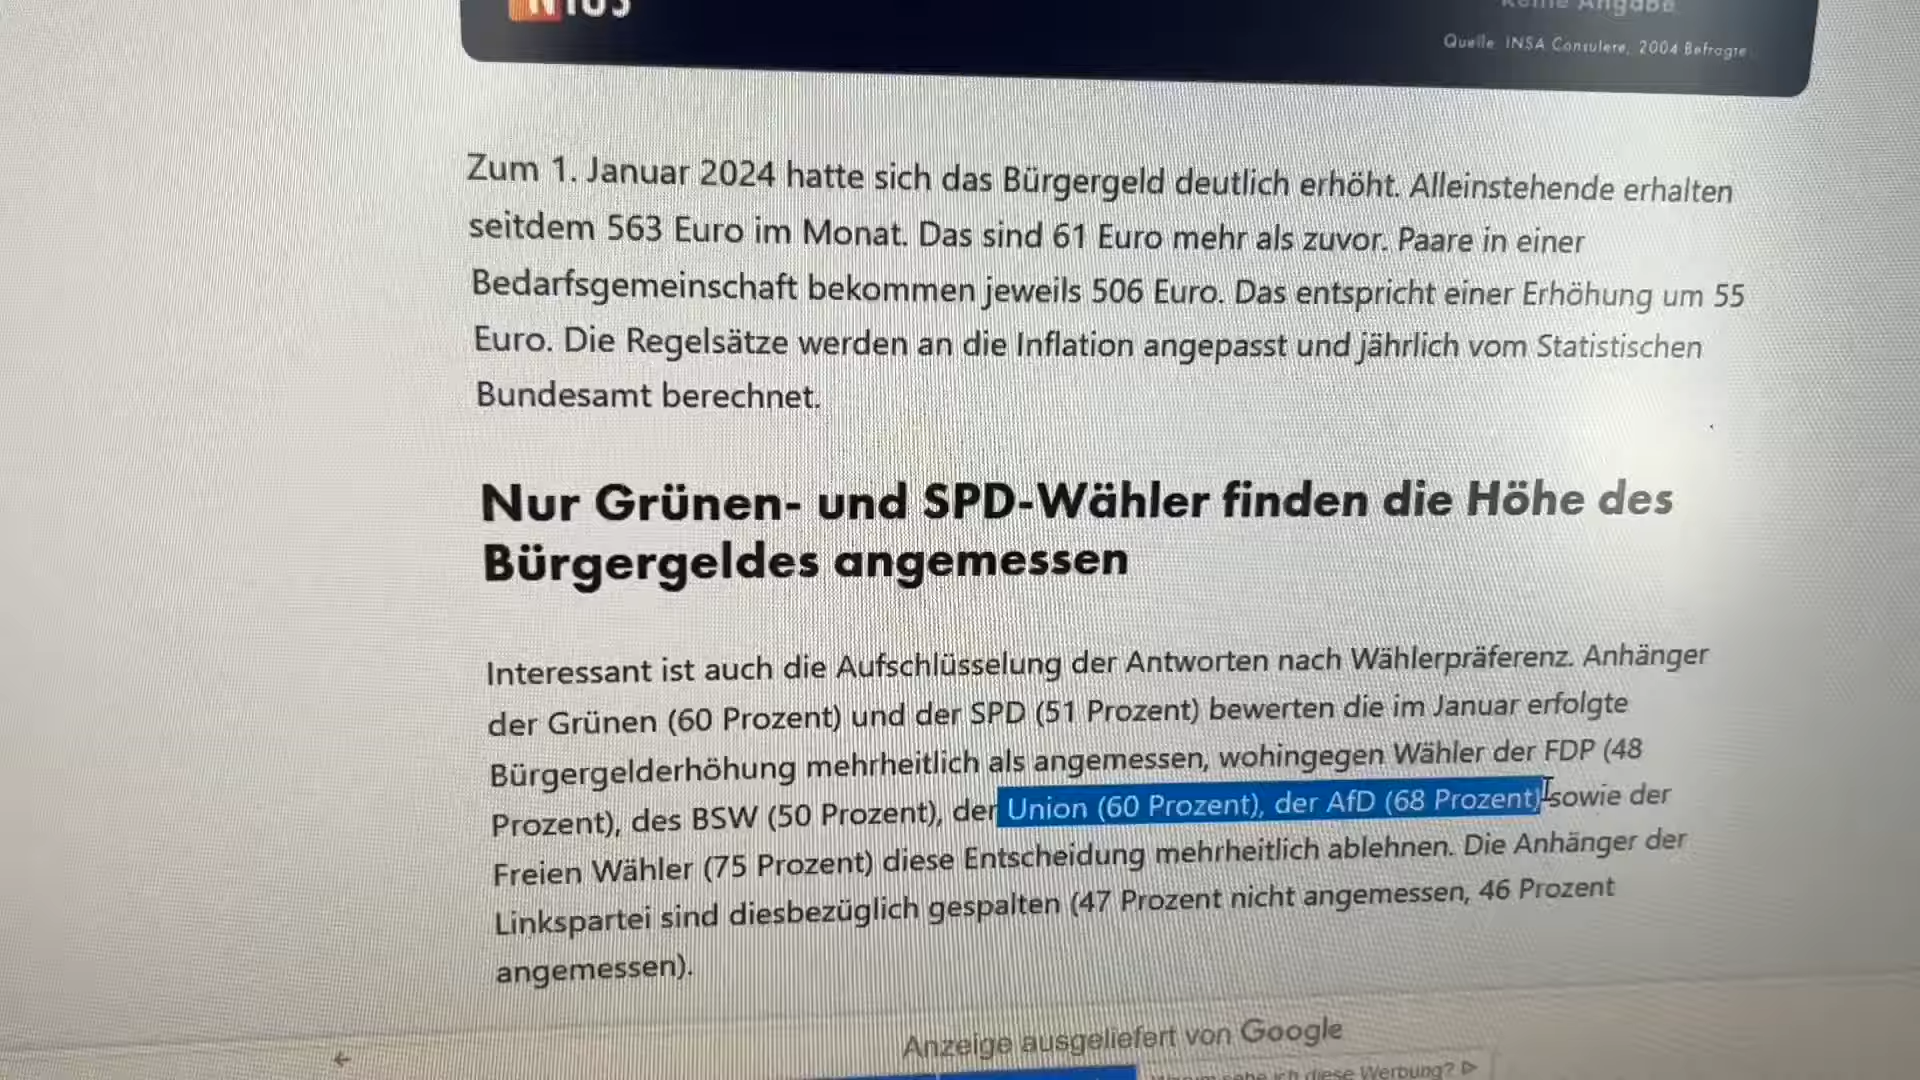 NIUS
Keine Angabe
Quelle INSA Consulere, 2004 Befragte
Zum 1. Januar 2024 hatte sich das Bürgergeld deutlich erhöht. Alleinstehende erhalten
seitdem 563 Euro im Monat. Das sind 61 Euro mehr als zuvor. Paare in einer
Bedarfsgemeinschaft bekommen jeweils 506 Euro. Das entspricht einer Erhöhung um 55
Euro. Die Regelsätze werden an die Inflation angepasst und jährlich vom Statistischen
Bundesamt berechnet.
Nur Grünen- und SPD-Wähler finden die Höhe des
Bürgergeldes angemessen
Interessant ist auch die Aufschlüsselung der Antworten nach Wählerpräferenz. Anhänger
der Grünen (60 Prozent) und der SPD (51 Prozent) bewerten die im Januar erfolgte
Bürgergelderhöhung mehrheitlich als angemessen, wohingegen Wähler der FDP (48
Prozent), des BSW (50 Prozent), der Union (60 Prozent), der AfD (68 Prozent) sowie der
Freien Wähler (75 Prozent) diese Entscheidung mehrheitlich ablehnen. Die Anhänger der
Linkspartei sind diesbezüglich gespalten (47 Prozent nicht angemessen, 46 Prozent
angemessen).
Anzeige ausgeliefert von Google
sehe ich diese Werbung?